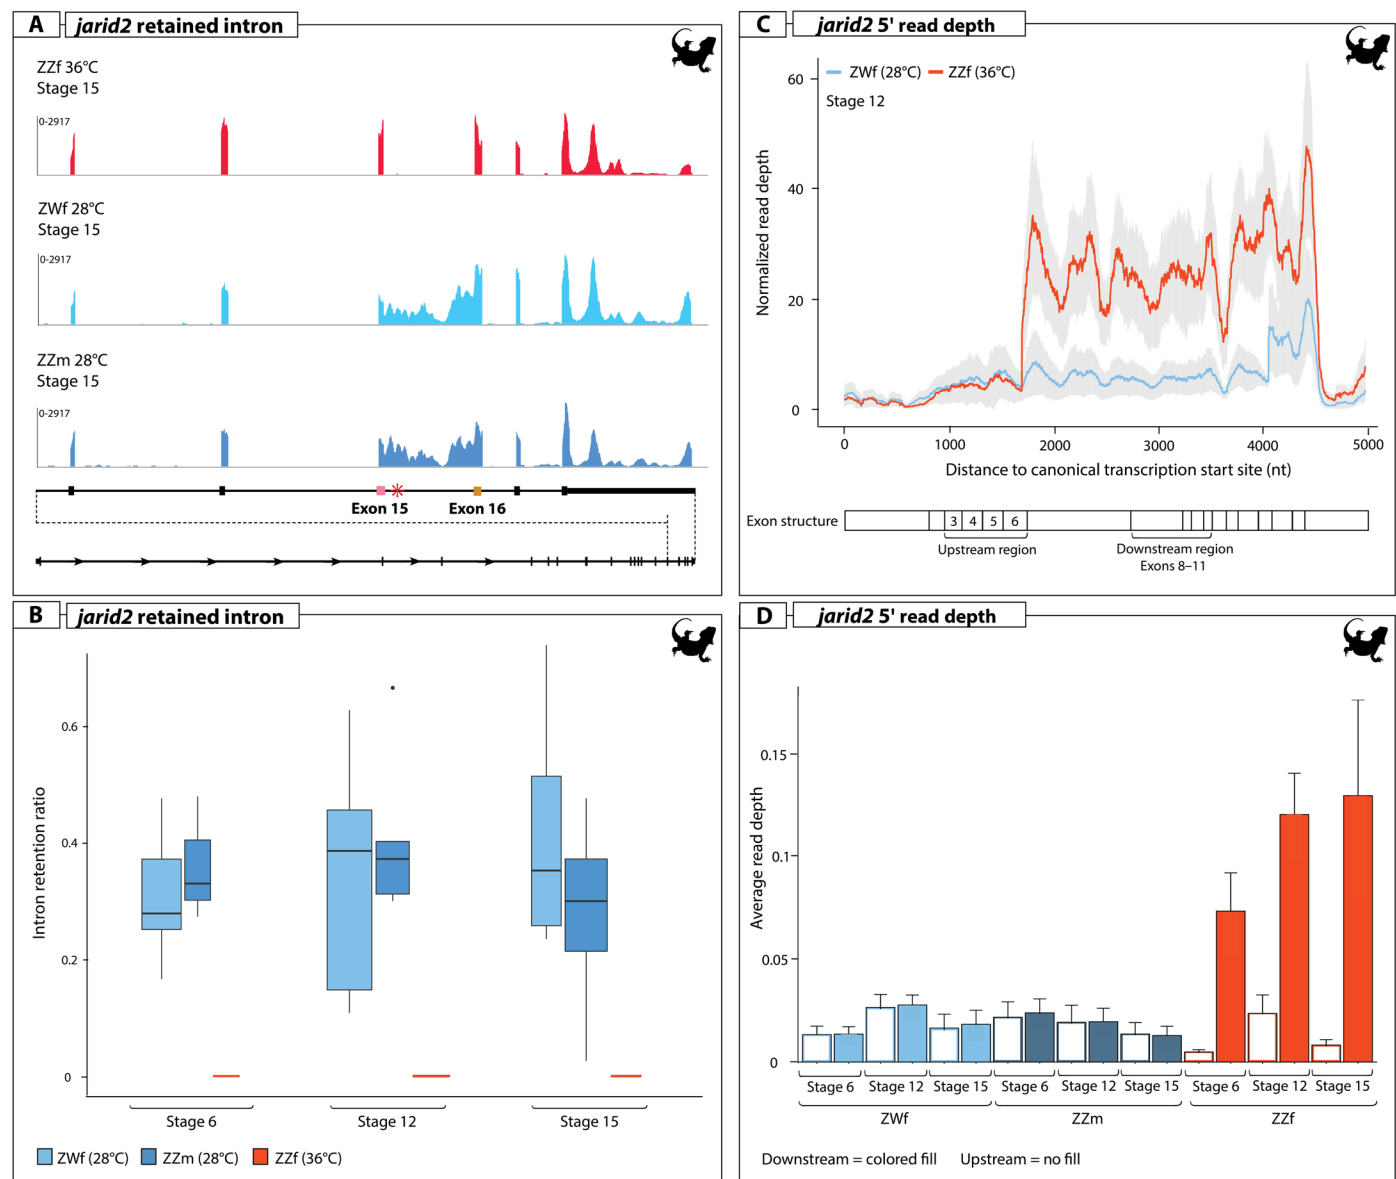 A
jarid2 retained intron
ZZf 36°C
Stage 15
0-2917
ZWf 28°C
Stage 15
0-2917
ZZm 28°C
Stage 15
0-2917
Exon 15
Exon 16
C
jarid2 5' read depth
ZWf (28°C)
ZZf (36°C)
Stage 12
Normalized read depth
60
40
20
0
0
1000
2000
3000
4000
5000
Distance to canonical transcription start site (nt)
Exon structure
3
4
5
6
Upstream region
Downstream region
Exons 8–11
B
jarid2 retained intron
Intron retention ratio
0.6
0.4
0.2
0
Stage 6
Stage 12
Stage 15
ZWf (28°C)
ZZm (28°C)
ZZf (36°C)
D
jarid2 5' read depth
Average read depth
0.15
0.1
0.05
0
Stage 6
Stage 12
Stage 15
Stage 6
Stage 12
Stage 15
Stage 6
Stage 12
Stage 15
ZWf
ZZm
ZZf
Downstream = colored fill
Upstream = no fill